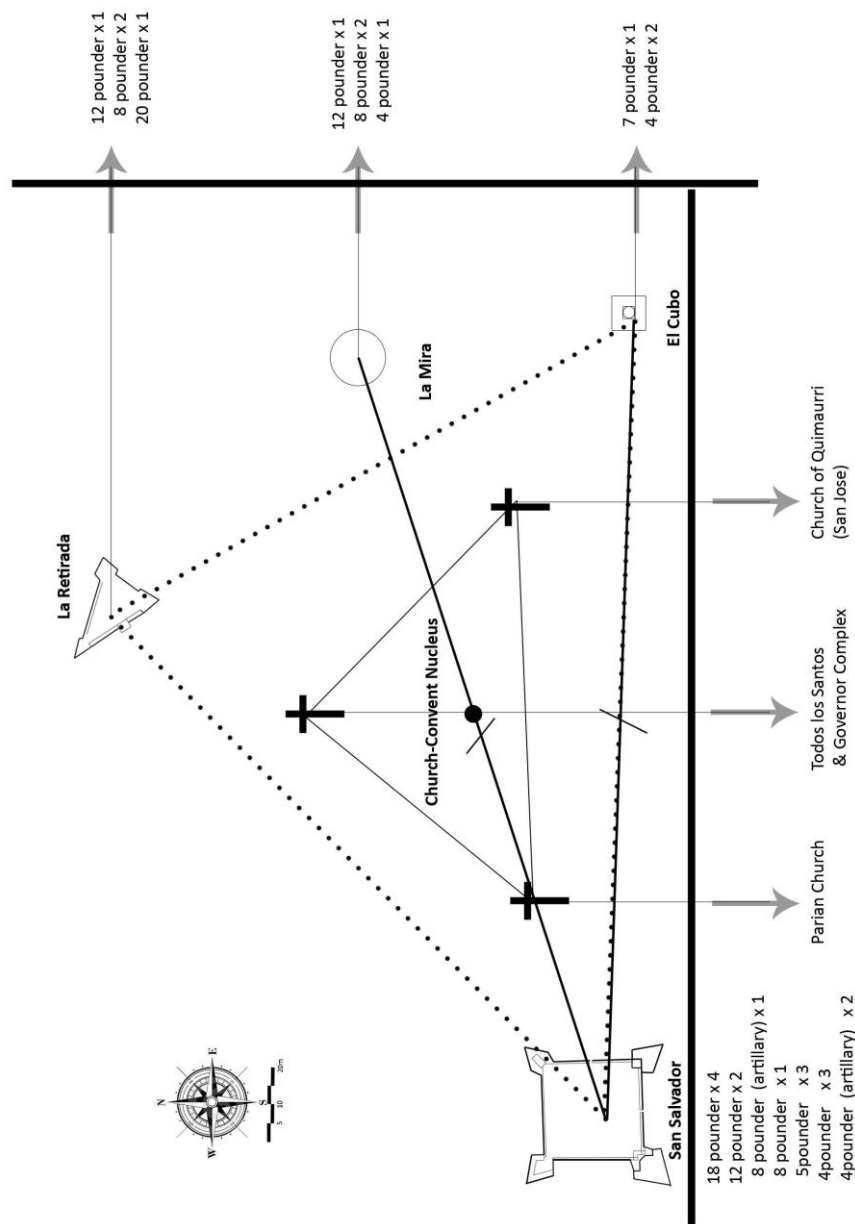 12 pounder x 1
8 pounder x 2
20 pounder x 1
12 pounder x 1
8 pounder x 2
4 pounder x 1
7 pounder x 1
4 pounder x 2
La Retirada
La Mira
El Cubo
Church-Convent Nucleus
San Salvador
N
E
S
W
5
10
20m
18 pounder x 4
12 pounder x 2
8 pounder (artillary) x 1
8 pounder x 1
5pounder x 3
4pounder x 3
4pounder (artillary) x 2
Parian Church
Todos los Santos
& Governor Complex
Church of Quimaurri
(San Jose)